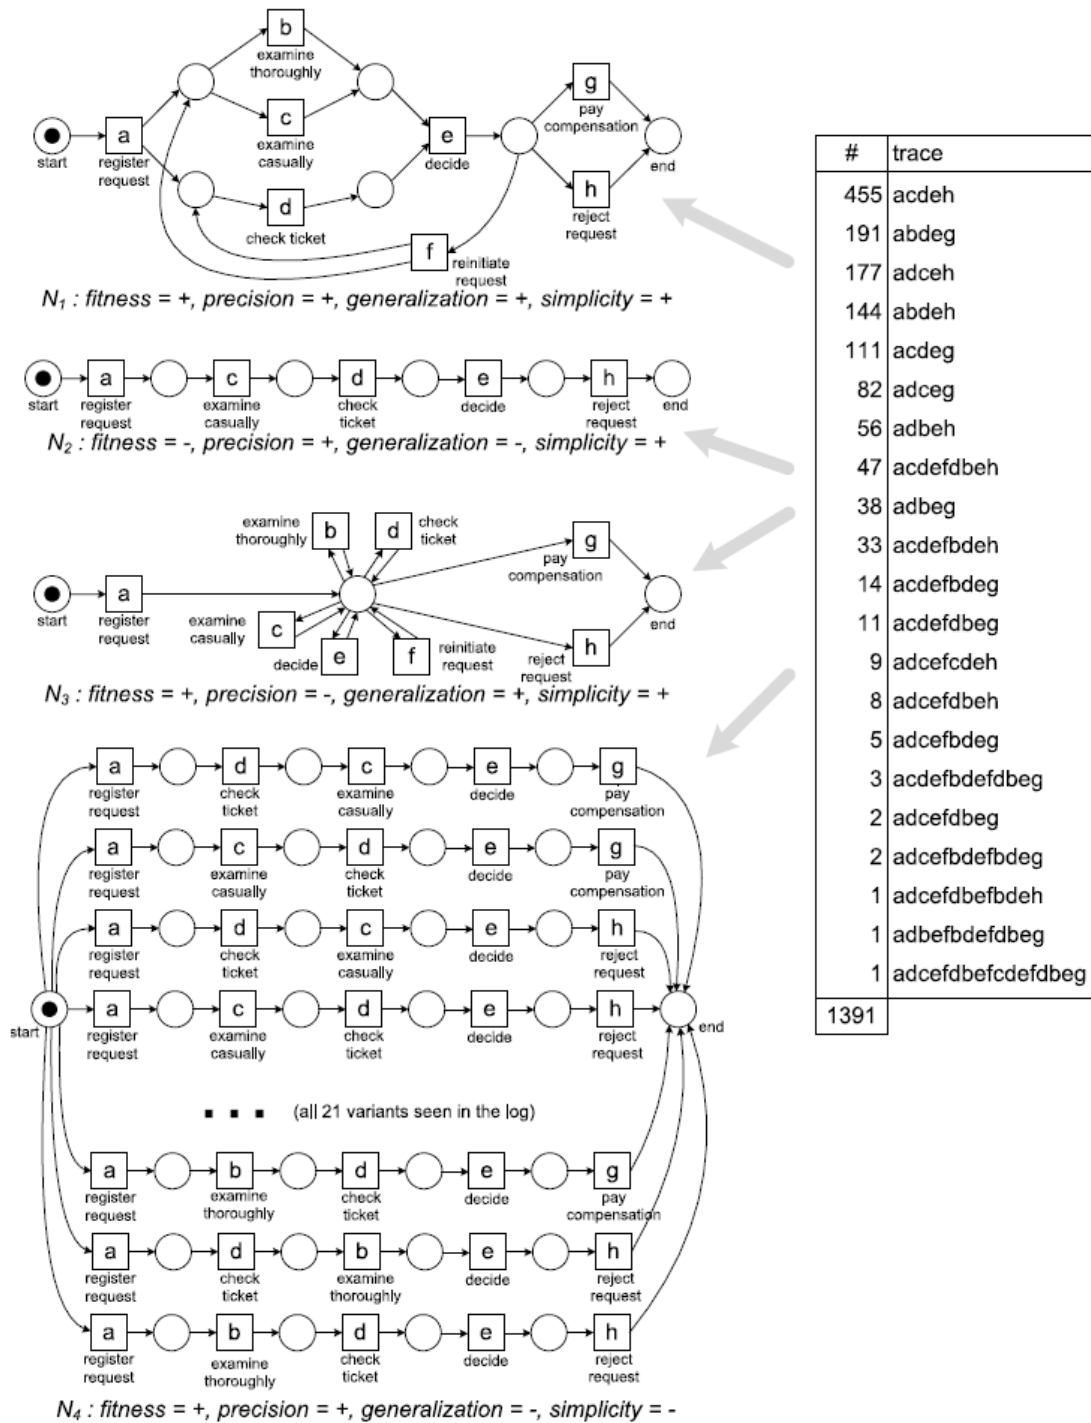 b
examine
thoroughly
c
examine
casually
a
register
request
start
d
check ticket
e
decide
f
reinitiate
request
g
pay
compensation
h
reject
request
end
N1 : fitness = +, precision = +, generalization = +, simplicity = +
start
a
register
request
c
examine
casually
d
check
ticket
e
decide
h
reject
request
end
N2 : fitness = -, precision = +, generalization = -, simplicity = +
start
a
register
request
examine
thoroughly
b
d
check
ticket
examine
casually
c
decide
e
f
reinitiate
request
g
pay
compensation
reject
request
h
end
N3 : fitness = +, precision = -, generalization = +, simplicity = +
a
register
request
d
check
ticket
c
examine
casually
e
decide
g
pay
compensation
a
register
request
c
examine
casually
d
check
ticket
e
decide
g
pay
compensation
a
register
request
d
check
ticket
c
examine
casually
e
decide
h
reject
request
start
a
register
request
c
examine
casually
d
check
ticket
e
decide
h
reject
request
end
(all 21 variants seen in the log)
a
register
request
b
examine
thoroughly
d
check
ticket
e
decide
g
pay
compensation
a
register
request
d
check
ticket
b
examine
thoroughly
e
decide
h
reject
request
a
register
request
b
examine
thoroughly
d
check
ticket
e
decide
h
reject
request
N4 : fitness = +, precision = +, generalization = -, simplicity = -
# trace
455 acdeh
191 abdeg
177 adceh
144 abdeh
111 acdeg
82 adceg
56 adbeh
47 acdefdbeh
38 adbeg
33 acdefbdeh
14 acdefbdeg
11 acdefdbeg
9 adcefcdeh
8 adcefdbeh
5 adcefbdeg
3 acdefbdefdbeg
2 adcefdbeg
2 adcefbdefbdeg
1 adcefdbefbdeh
1 adbefbdefdbeg
1 adcefdbefcdefdbeg
1391